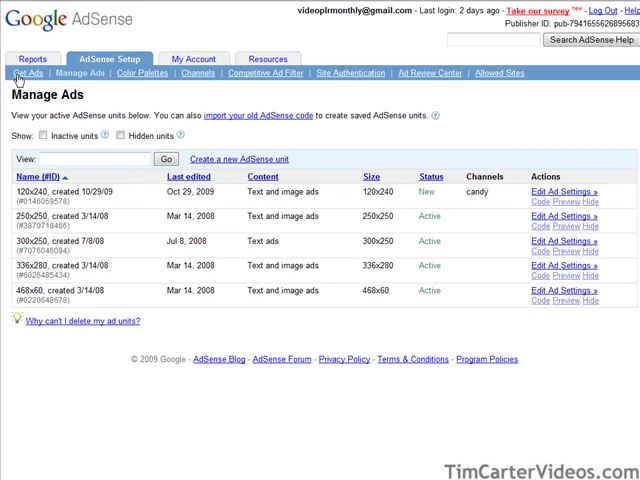 videoplrmonthly@gmail.com - Last login: 2 days ago - Take our survey new - Log Out - Help
Google AdSense
Publisher ID: pub-7941655626895683
Search AdSense Help
Reports AdSense Setup My Account Resources
Get Ads | Manage Ads | Color Palettes | Channels | Competitive Ad Filter | Site Authentication | Ad Review Center | Allowed Sites
Manage Ads
View your active AdSense units below. You can also import your old AdSense code to create saved AdSense units. ?
Show: Inactive units ? Hidden units ?
View: Go Create a new AdSense unit
Name (#ID) Last edited Content Size Status Channels Actions
120x240, created 10/29/09 Oct 29, 2009 Text and image ads 120x240 New candy Edit Ad Settings »
(#0146059578) Code Preview Hide
250x250, created 3/14/08 Mar 14, 2008 Text and image ads 250x250 Active Edit Ad Settings »
(#3870718466) Code Preview Hide
300x250, created 7/8/08 Jul 8, 2008 Text ads 300x250 Active Edit Ad Settings »
(#7076046094) Code Preview Hide
336x280, created 3/14/08 Mar 14, 2008 Text and image ads 336x280 Active Edit Ad Settings »
(#6026485434) Code Preview Hide
468x60, created 3/14/08 Mar 14, 2008 Text and image ads 468x60 Active Edit Ad Settings »
(#0220648678) Code Preview Hide
Why can't I delete my ad units?
© 2009 Google - AdSense Blog - AdSense Forum - Privacy Policy - Terms & Conditions - Program Policies
TimCarterVideos.com